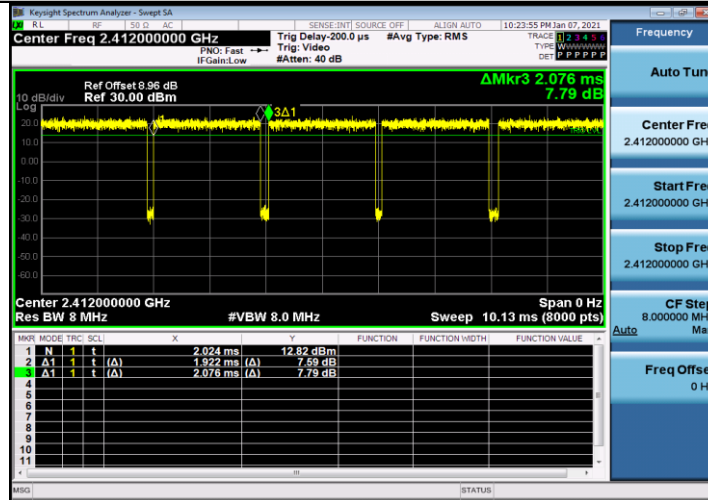 Keysight Spectrum Analyzer - Swept SA
RL RF 50 Ω AC SENSE:INT SOURCE OFF ALIGN AUTO 10:23:55 PM Jan 07, 2021
Center Freq 2.412000000 GHz
PNO: Fast
IFGain:Low
Trig Delay-200.0 µs
Trig: Video
#Atten: 40 dB
#Avg Type: RMS
TRACE 1 2 3 4 5 6
TYPE WWWWWW
DET P P P P P P
Ref Offset 8.96 dB
Ref 30.00 dBm
10 dB/div
Log
ΔMkr3 2.076 ms
7.79 dB
3Δ1
20.0
10.0
0.00
-10.0
-20.0
-30.0
-40.0
-50.0
-60.0
Center 2.412000000 GHz Span 0 Hz
Res BW 8 MHz #VBW 8.0 MHz Sweep 10.13 ms (8000 pts)
MKR MODE TRC SCL X Y FUNCTION FUNCTION WIDTH FUNCTION VALUE
1 N 1 t 2.024 ms 12.82 dBm
2 Δ1 1 t (Δ) 1.922 ms (Δ) 7.59 dB
3 Δ1 1 t (Δ) 2.076 ms (Δ) 7.79 dB
4
5
6
7
8
9
10
11
MSG STATUS
Frequency
Auto Tun
Center Fre
2.412000000 GH
Start Fre
2.412000000 GH
Stop Fre
2.412000000 GH
CF Step
8.000000 MH
Auto Ma
Freq Offse
0 H